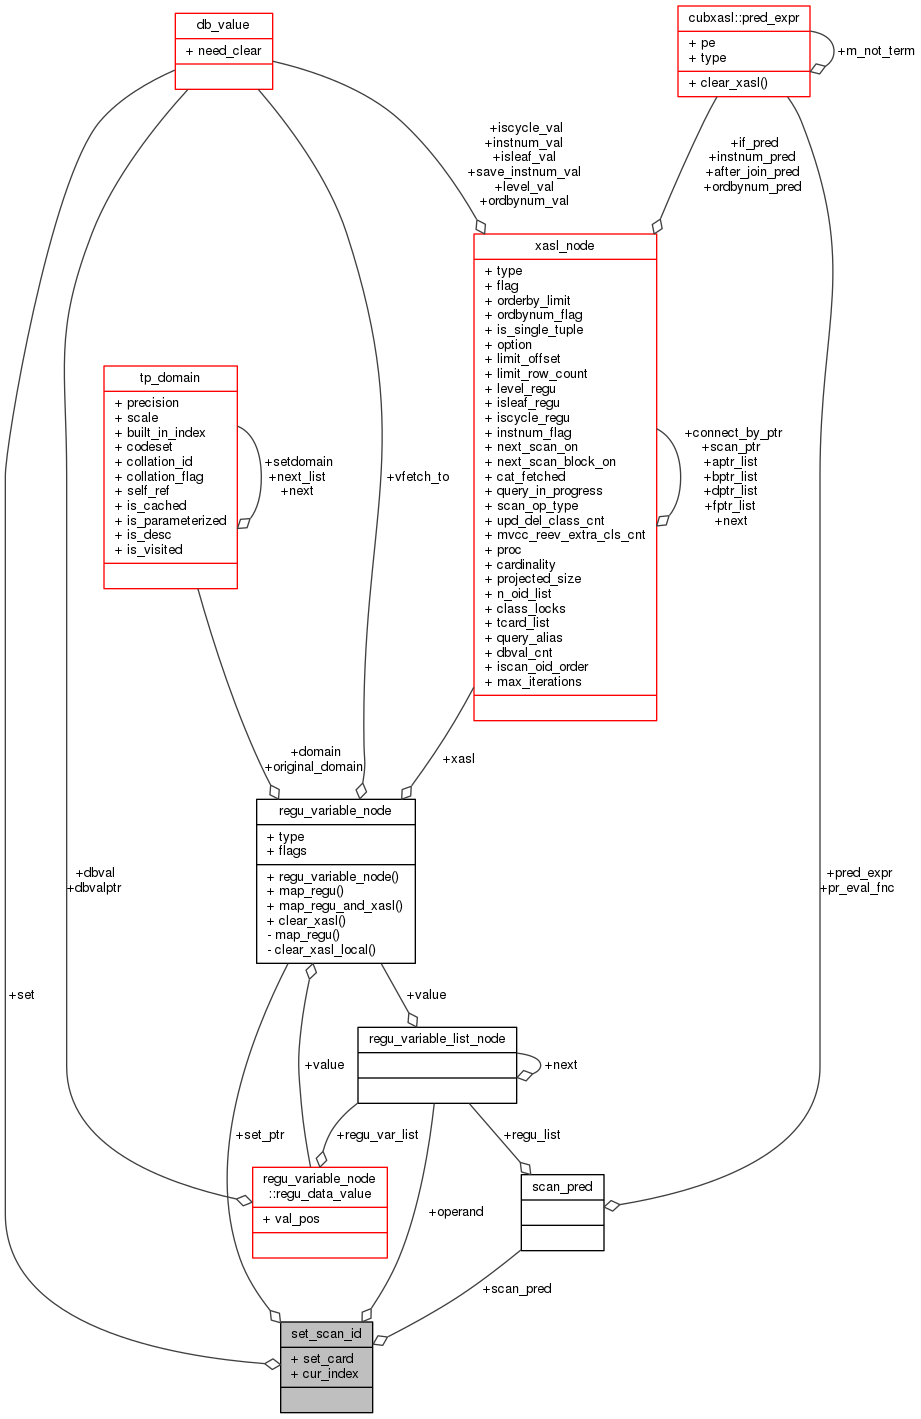 db_value
+ need_clear
cubxasl::pred_expr
+ pe
+ type
+ clear_xasl()
+m_not_term
+iscycle_val
+instnum_val
+isleaf_val
+save_instnum_val
+level_val
+ordbynum_val
+if_pred
+instnum_pred
+after_join_pred
+ordbynum_pred
xasl_node
+ type
+ flag
+ orderby_limit
+ ordbynum_flag
+ is_single_tuple
+ option
+ limit_offset
+ limit_row_count
+ level_regu
+ isleaf_regu
+ iscycle_regu
+ instnum_flag
+ next_scan_on
+ next_scan_block_on
+ cat_fetched
+ query_in_progress
+ scan_op_type
+ upd_del_class_cnt
+ mvcc_reev_extra_cls_cnt
+ proc
+ cardinality
+ projected_size
+ n_oid_list
+ class_locks
+ tcard_list
+ query_alias
+ dbval_cnt
+ iscan_oid_order
+ max_iterations
+connect_by_ptr
+scan_ptr
+aptr_list
+bptr_list
+dptr_list
+fptr_list
+next
tp_domain
+ precision
+ scale
+ built_in_index
+ codeset
+ collation_id
+ collation_flag
+ self_ref
+ is_cached
+ is_parameterized
+ is_desc
+ is_visited
+setdomain
+next_list
+next
+vfetch_to
+domain
+original_domain
+xasl
regu_variable_node
+ type
+ flags
+ regu_variable_node()
+ map_regu()
+ map_regu_and_xasl()
+ clear_xasl()
- map_regu()
- clear_xasl_local()
+dbval
+dbvalptr
+pred_expr
+pr_eval_fnc
+set
+value
regu_variable_list_node
+next
+value
+set_ptr
+regu_var_list
+regu_list
regu_variable_node
::regu_data_value
+ val_pos
scan_pred
+operand
+scan_pred
set_scan_id
+ set_card
+ cur_index